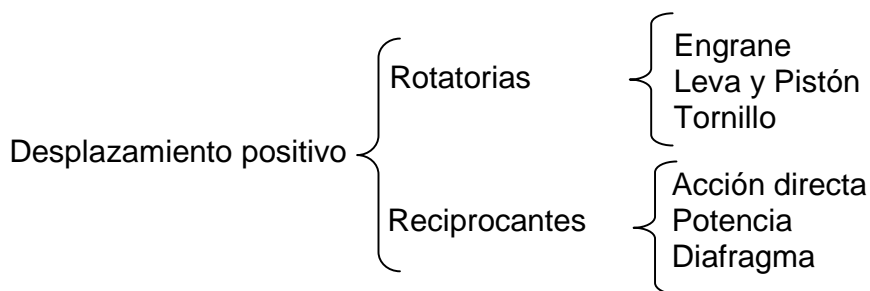 Desplazamiento positivo
Rotatorias
Engrane
Leva y Pistón
Tornillo
Reciprocantes
Acción directa
Potencia
Diafragma